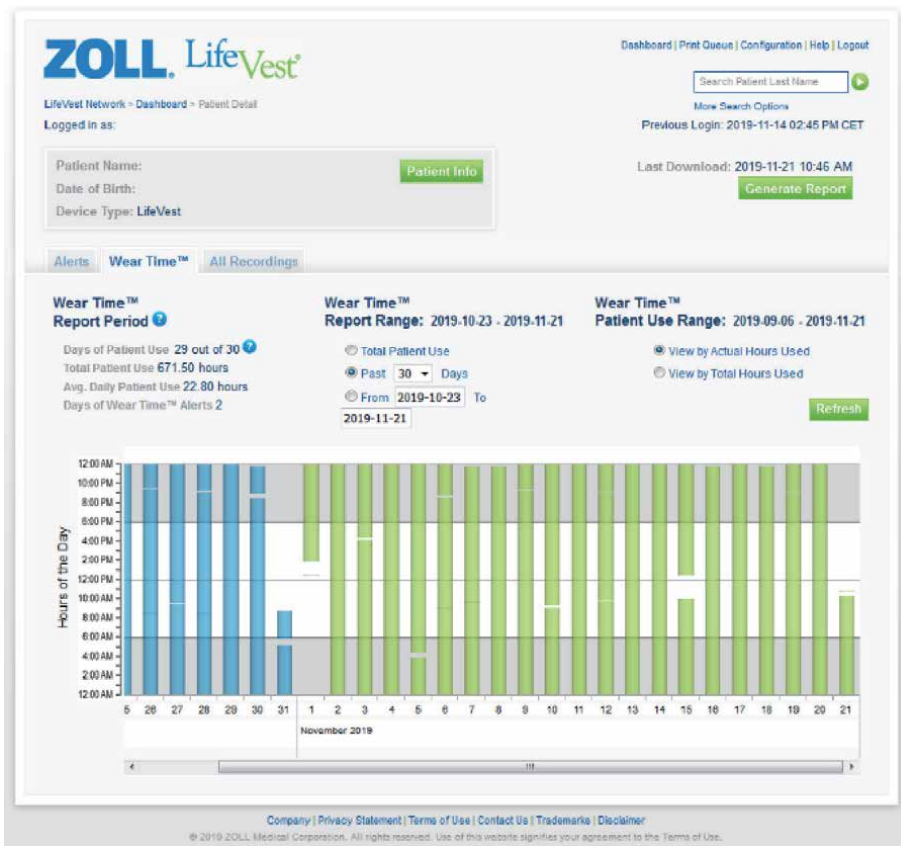 ZOLL. LifeVest®
Dashboard | Print Queue | Configuration | Help | Logout
Search Patient Last Name
More Search Options
LifeVest Network > Dashboard > Patient Detail
Logged in as:
Previous Login: 2019-11-14 02:45 PM CET
Patient Name:
Date of Birth:
Device Type: LifeVest
Patient Info
Last Download: 2019-11-21 10:46 AM
Generate Report
Alerts Wear Time™ All Recordings
Wear Time™
Report Period ?
Days of Patient Use 29 out of 30 ?
Total Patient Use 671.50 hours
Avg. Daily Patient Use 22.80 hours
Days of Wear Time™ Alerts 2
Wear Time™
Report Range: 2019-10-23 - 2019-11-21
Total Patient Use
Past 30 Days
From 2019-10-23 To
2019-11-21
Wear Time™
Patient Use Range: 2019-09-06 - 2019-11-21
View by Actual Hours Used
View by Total Hours Used
Refresh
Hours of the Day
12:00 AM
10:00 PM
8:00 PM
6:00 PM
4:00 PM
2:00 PM
12:00 PM
10:00 AM
8:00 AM
6:00 AM
4:00 AM
2:00 AM
12:00 AM
5 26 27 28 29 30 31 1 2 3 4 5 6 7 8 9 10 11 12 13 14 15 16 17 18 19 20 21
November 2019
Company | Privacy Statement | Terms of Use | Contact Us | Trademarks | Disclaimer
© 2019 ZOLL Medical Corporation. All rights reserved. Use of this website signifies your agreement to the Terms of Use.